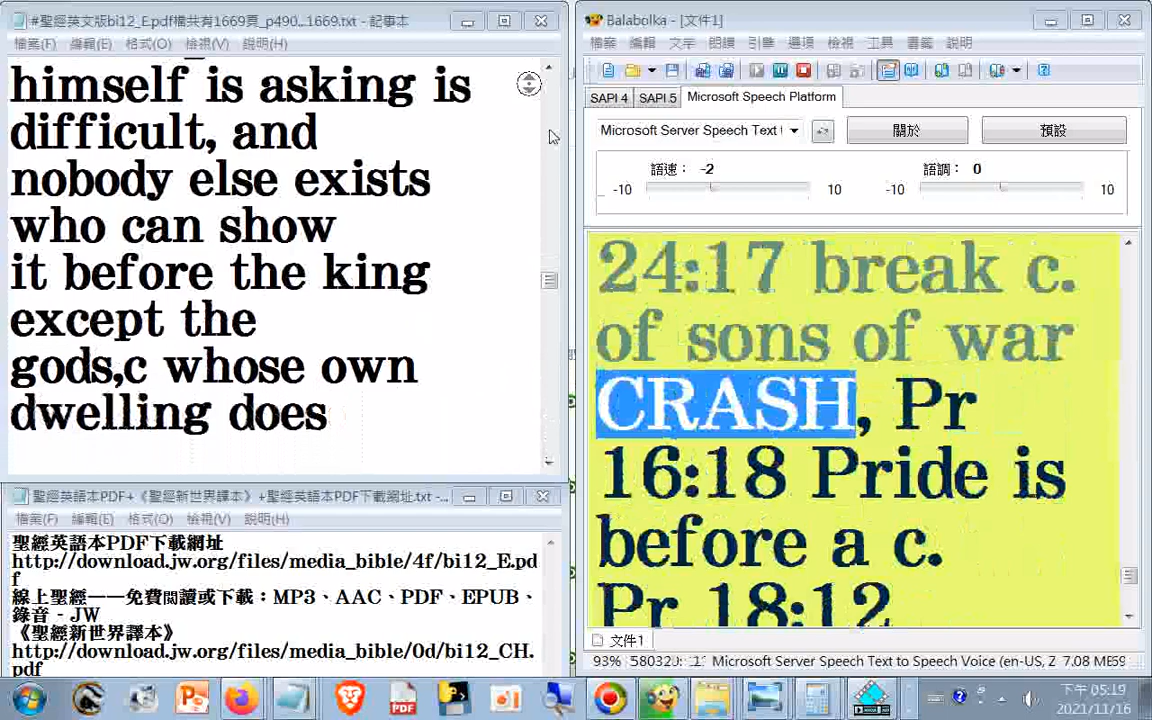 #聖經英文版bi12_E.pdf檔共有1669頁_p490...1669.txt - 記事本
檔案(F) 編輯(E) 格式(O) 檢視(V) 說明(H)
himself is asking is
difficult, and
nobody else exists
who can show
it before the king
except the
gods,c whose own
dwelling does
聖經英語本PDF+《聖經新世界譯本》+聖經英語本PDF下載網址.txt -...
檔案(F) 編輯(E) 格式(O) 檢視(V) 說明(H)
聖經英語本PDF下載網址
http://download.jw.org/files/media_bible/4f/bi12_E.pd
f
線上聖經——免費閱讀或下載：MP3、AAC、PDF、EPUB、
錄音 - JW
《聖經新世界譯本》
http://download.jw.org/files/media_bible/0d/bi12_CH.
pdf
Balabolka - [文件1]
檔案 編輯 文字 朗讀 引擎 選項 檢視 工具 書籤 說明
SAPI 4 SAPI 5 Microsoft Speech Platform
Microsoft Server Speech Text 關於 預設
語速： -2 語調： 0
-10 10 -10 10
24:17 break c.
of sons of war
CRASH, Pr
16:18 Pride is
before a c.
Pr 18:12
文件1
93% Microsoft Server Speech Text to Speech Voice (en-US, Z 7.08 ME
下午 05:19
2021/11/16